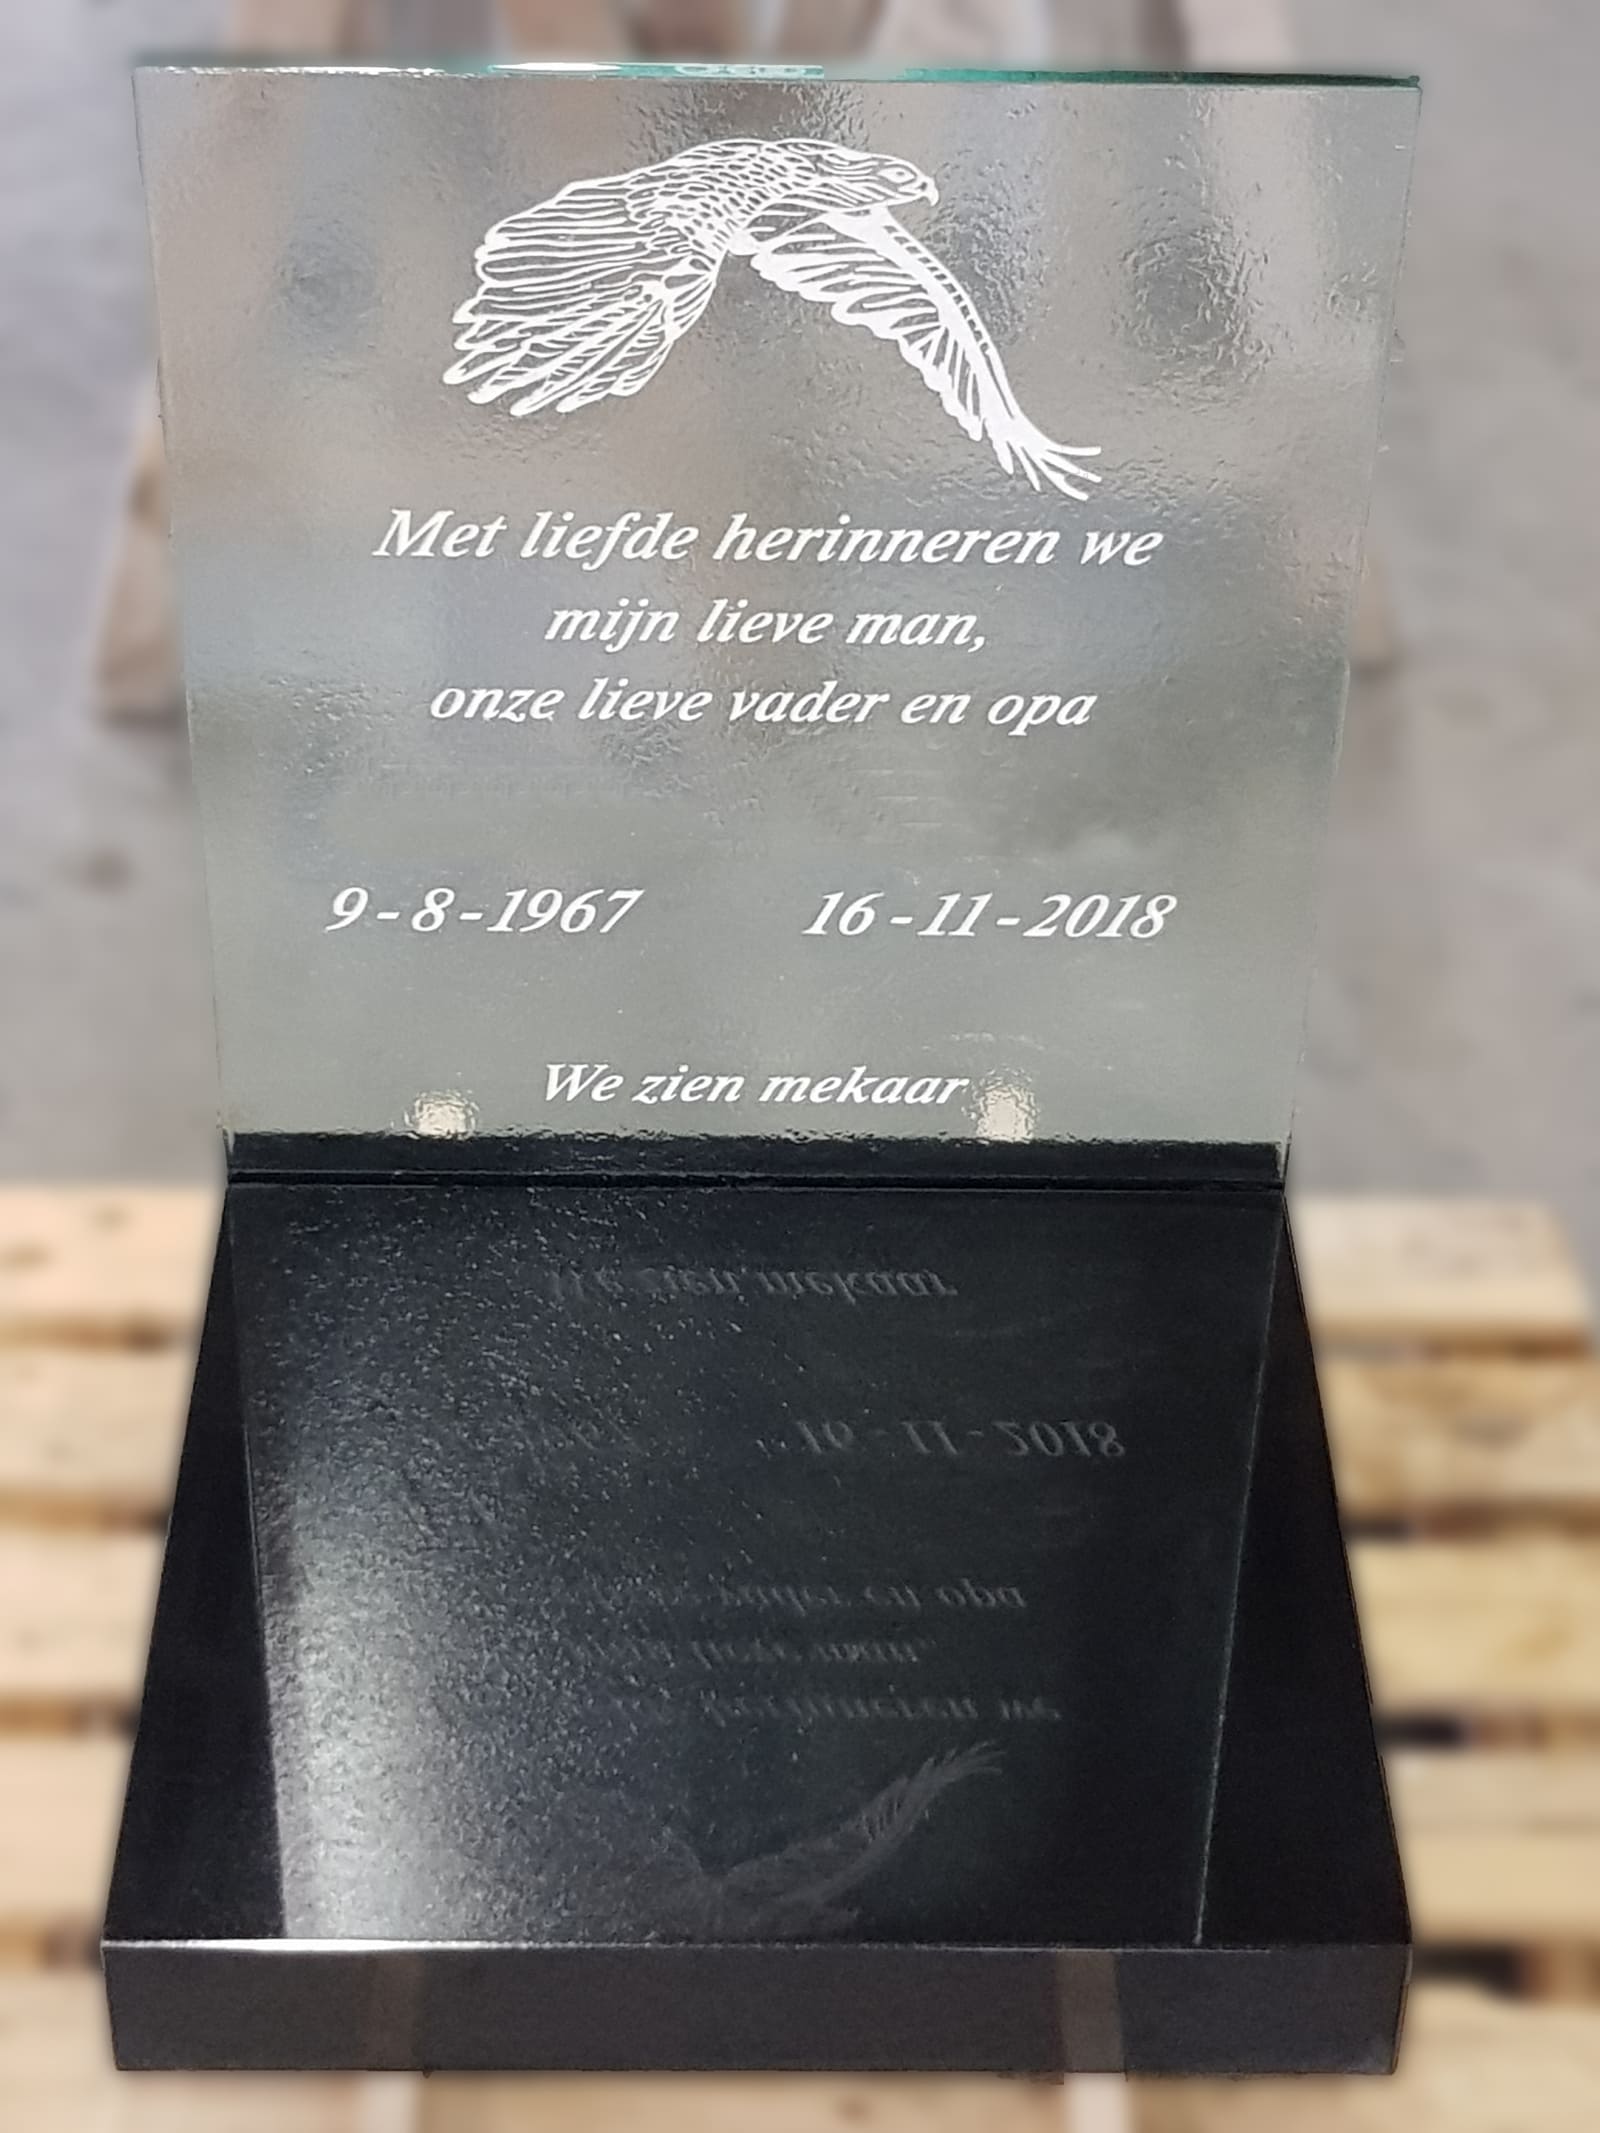 Met liefde herinneren we
mijn lieve man,
onze lieve vader en opa
9-8-1967 16-11-2018
We zien mekaar